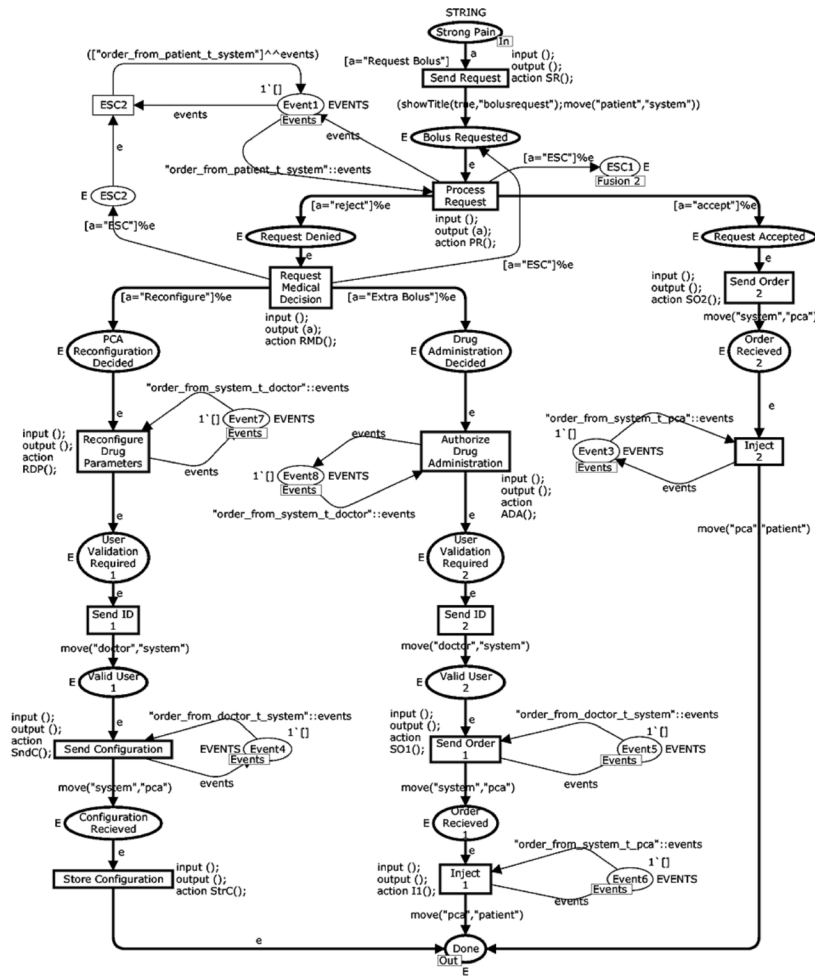 STRING
Strong Pain
In
a
[a="Request Bolus"]
input ();
output ();
action SR();
Send Request
(["order_from_patient_t_system"]^^events)
1`[]
ESC2
Event1
EVENTS
Events
events
(showTitle(true,"bolusrequest");move("patient","system"))
E
Bolus Requested
e
e
events
"order_from_patient_t_system"::events
[a="ESC"]%e
ESC1
E
Fusion 2
E
ESC2
Process
Request
[a="reject"]%e
[a="accept"]%e
input ();
output (a);
action PR();
[a="ESC"]%e
E
Request Denied
E
Request Accepted
e
e
[a="ESC"]%e
Request
Medical
Decision
input ();
output ();
action SO2();
Send Order
2
[a="Reconfigure"]%e
[a="Extra Bolus"]%e
input ();
output (a);
action RMD();
move("system","pca")
E
PCA
Reconfiguration
Decided
E
Drug
Administration
Decided
E
Order
Recieved
2
"order_from_system_t_doctor"::events
e
e
e
input ();
output ();
action
RDP();
Reconfigure
Drug
Parameters
1`[]
Event7
EVENTS
Events
events
events
Authorize
Drug
Administration
"order_from_system_t_pca"::events
1`[]
Event3
EVENTS
Events
Inject
2
events
1`[]
Event8
EVENTS
Events
"order_from_system_t_doctor"::events
input ();
output ();
action
ADA();
e
e
move("pca","patient")
E
User
Validation
Required
1
E
User
Validation
Required
2
e
e
Send ID
1
Send ID
2
move("doctor","system")
move("doctor","system")
E
Valid User
1
E
Valid User
2
e
e
"order_from_doctor_t_system"::events
"order_from_doctor_t_system"::events
input ();
output ();
action
SndC();
Send Configuration
1`[]
EVENTS
Event4
Events
events
input ();
output ();
action
SO1();
Send Order
1
1`[]
Event5
EVENTS
Events
events
move("system","pca")
move("system","pca")
E
Configuration
Recieved
E
Order
Recieved
1
e
e
"order_from_system_t_pca"::events
Store Configuration
input ();
output ();
action StrC();
input ();
output ();
action I1();
Inject
1
1`[]
Event6
EVENTS
Events
events
move("pca","patient")
e
Done
Out
E